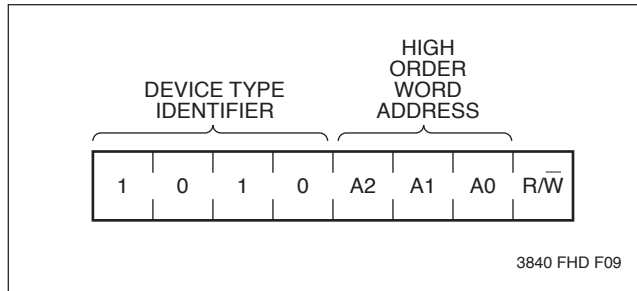 HIGH
ORDER
WORD
ADDRESS
DEVICE TYPE
IDENTIFIER
1 0 1 0 A2 A1 A0 R/W̅
3840 FHD F09